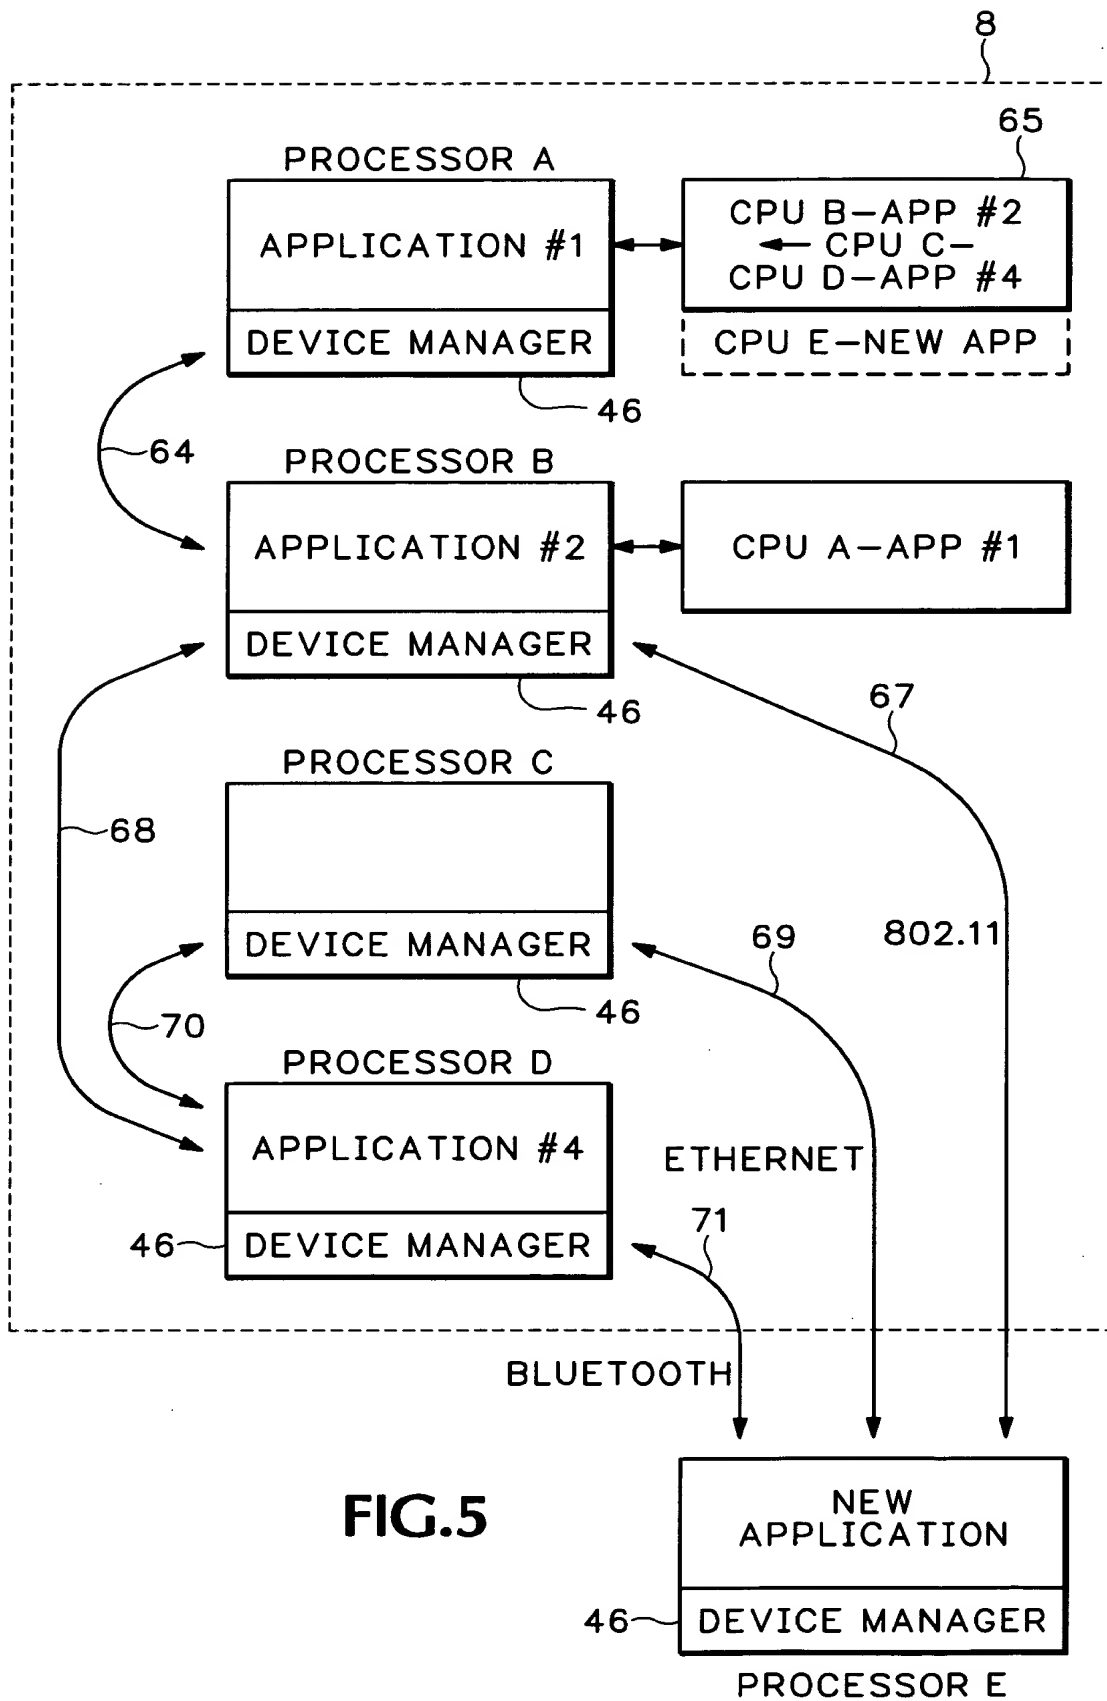 8
65
PROCESSOR A
APPLICATION #1
DEVICE MANAGER
46
CPU B-APP #2
CPU C-
CPU D-APP #4
CPU E-NEW APP
64
PROCESSOR B
APPLICATION #2
DEVICE MANAGER
46
CPU A-APP #1
67
68
PROCESSOR C
DEVICE MANAGER
46
69
802.11
70
PROCESSOR D
APPLICATION #4
46
DEVICE MANAGER
ETHERNET
71
BLUETOOTH
NEW
APPLICATION
46
DEVICE MANAGER
PROCESSOR E
FIG.5